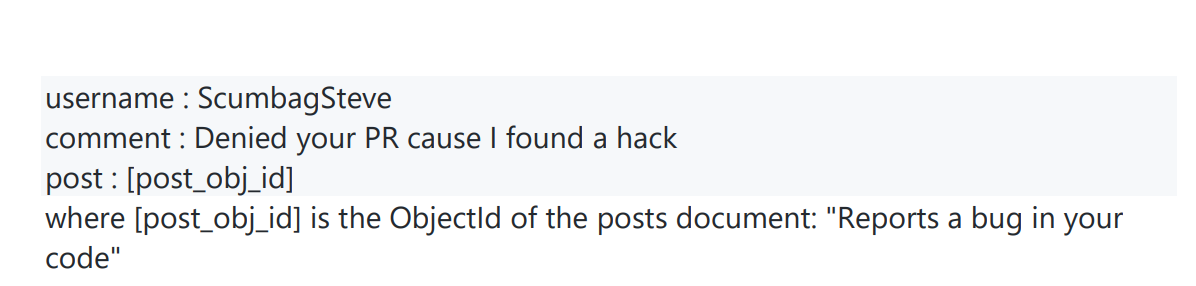 username : ScumbagSteve
comment : Denied your PR cause I found a hack
post : [post_obj_id]
where [post_obj_id] is the ObjectId of the posts document: "Reports a bug in your
code"